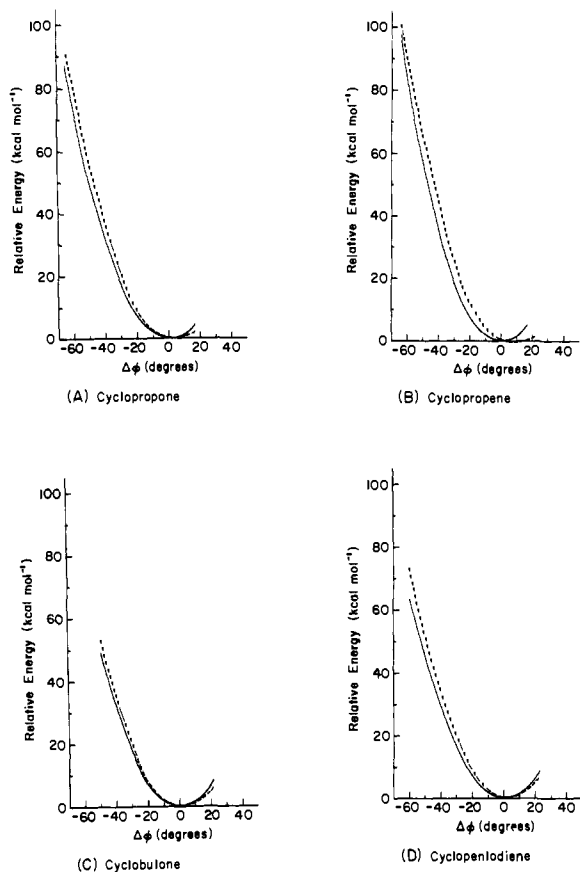 100
80
60
40
20
0
Relative Energy (kcal mol⁻¹)
-60 -40 -20 0 20 40
Δϕ (degrees)
(A) Cyclopropone
100
80
60
40
20
0
Relative Energy (kcal mol⁻¹)
-60 -40 -20 0 20 40
Δϕ (degrees)
(B) Cyclopropene
100
80
60
40
20
0
Relative Energy (kcal mol⁻¹)
-60 -40 -20 0 20 40
Δϕ (degrees)
(C) Cyclobulone
100
80
60
40
20
0
Relative Energy (kcal mol⁻¹)
-60 -40 -20 0 20 40
Δϕ (degrees)
(D) Cyclopenlodiene